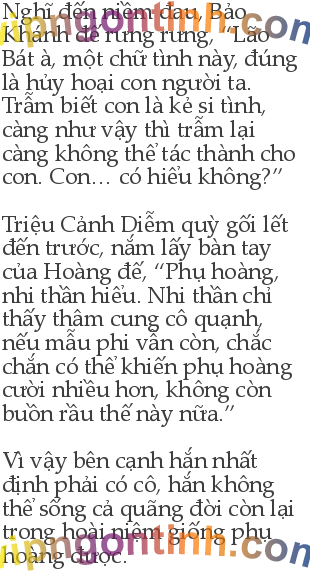 Nghĩ đến niềm đau, Bảo
Khánh đế rưng rưng, “Lão
Bát à, một chữ tình này, đúng
là hủy hoại con người ta.
Trẫm biết con là kẻ si tình,
càng như vậy thì trẫm lại
càng không thể tác thành cho
con. Con… có hiểu không?”
Triệu Cảnh Diễm quỳ gối lết
đến trước, nắm lấy bàn tay
của Hoàng đế, “Phụ hoàng,
nhi thần hiểu. Nhi thần chỉ
thấy thâm cung cô quạnh,
nếu mẫu phi vẫn còn, chắc
chắn có thể khiến phụ hoàng
cười nhiều hơn, không còn
buồn rầu thế này nữa.”
Vì vậy bên cạnh hắn nhất
định phải có cô, hắn không
thể sống cả quãng đời còn lại
trong hoài niệm giống phụ
hoàng được.
vipngontinh.com
vipngontinh.com